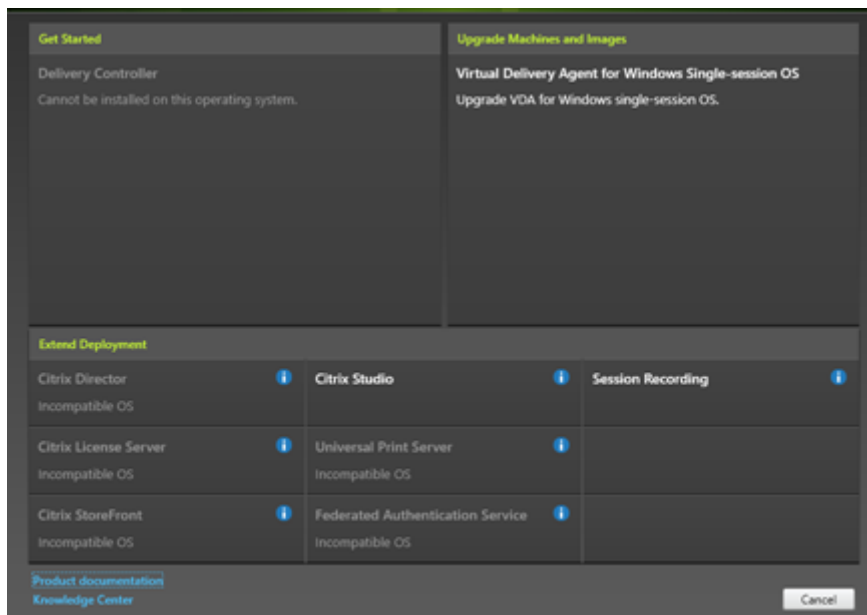 Get Started
Delivery Controller
Cannot be installed on this operating system.
Upgrade Machines and Images
Virtual Delivery Agent for Windows Single-session OS
Upgrade VDA for Windows single-session OS.
Extend Deployment
Citrix Director
Incompatible OS
Citrix Studio
Session Recording
Citrix License Server
Incompatible OS
Universal Print Server
Incompatible OS
Citrix StoreFront
Incompatible OS
Federated Authentication Service
Incompatible OS
Product documentation
Knowledge Center
Cancel